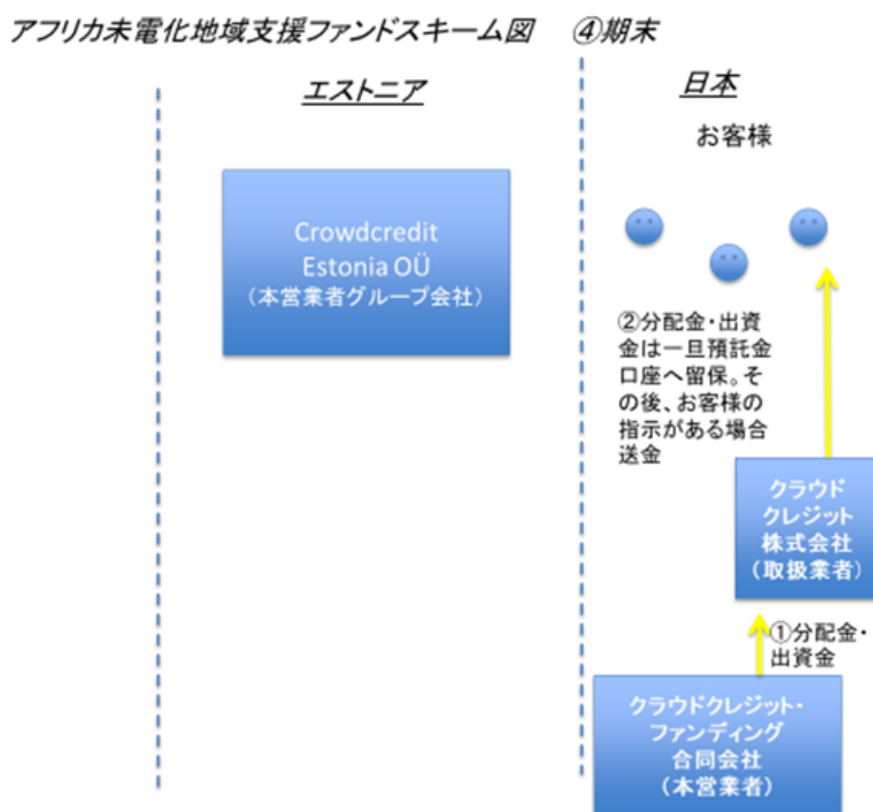 アフリカ未電化地域支援ファンドスキーム図 ④期末
エストニア
日本
お客様
Crowdcredit
Estonia OÜ
（本営業者グループ会社）
②分配金・出資
金は一旦預託金
口座へ留保。そ
の後、お客様の
指示がある場合
送金
クラウド
クレジット
株式会社
（取扱業者）
①分配金・
出資金
クラウドクレジット・
ファンディング
合同会社
（本営業者）